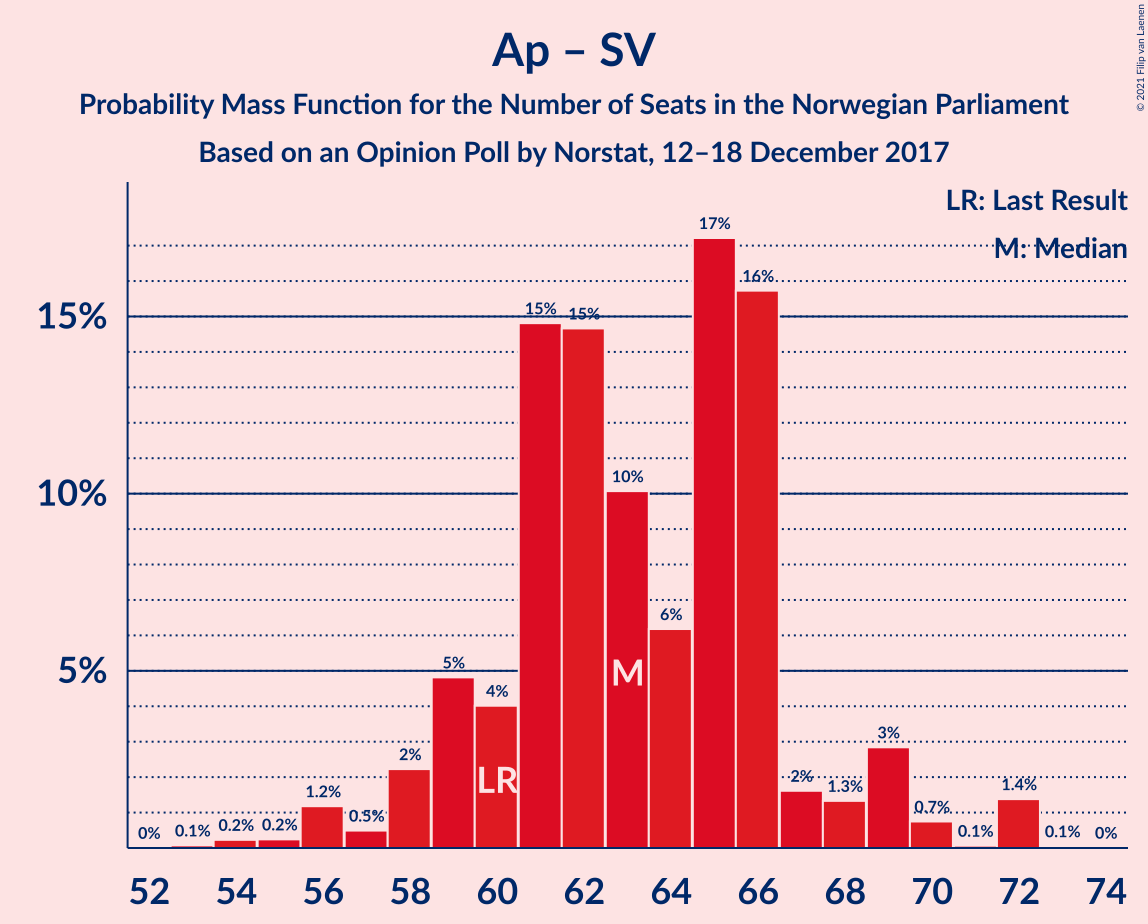 Ap – SV
Probability Mass Function for the Number of Seats in the Norwegian Parliament
Based on an Opinion Poll by Norstat, 12–18 December 2017
© 2021 Filip van Laenen
LR: Last Result
M: Median
15%
10%
5%
0%
0.1%
0.2%
0.2%
1.2%
0.5%
2%
5%
4%
15%
15%
10%
6%
17%
16%
2%
1.3%
3%
0.7%
0.1%
1.4%
0.1%
0%
LR
M
52 54 56 58 60 62 64 66 68 70 72 74